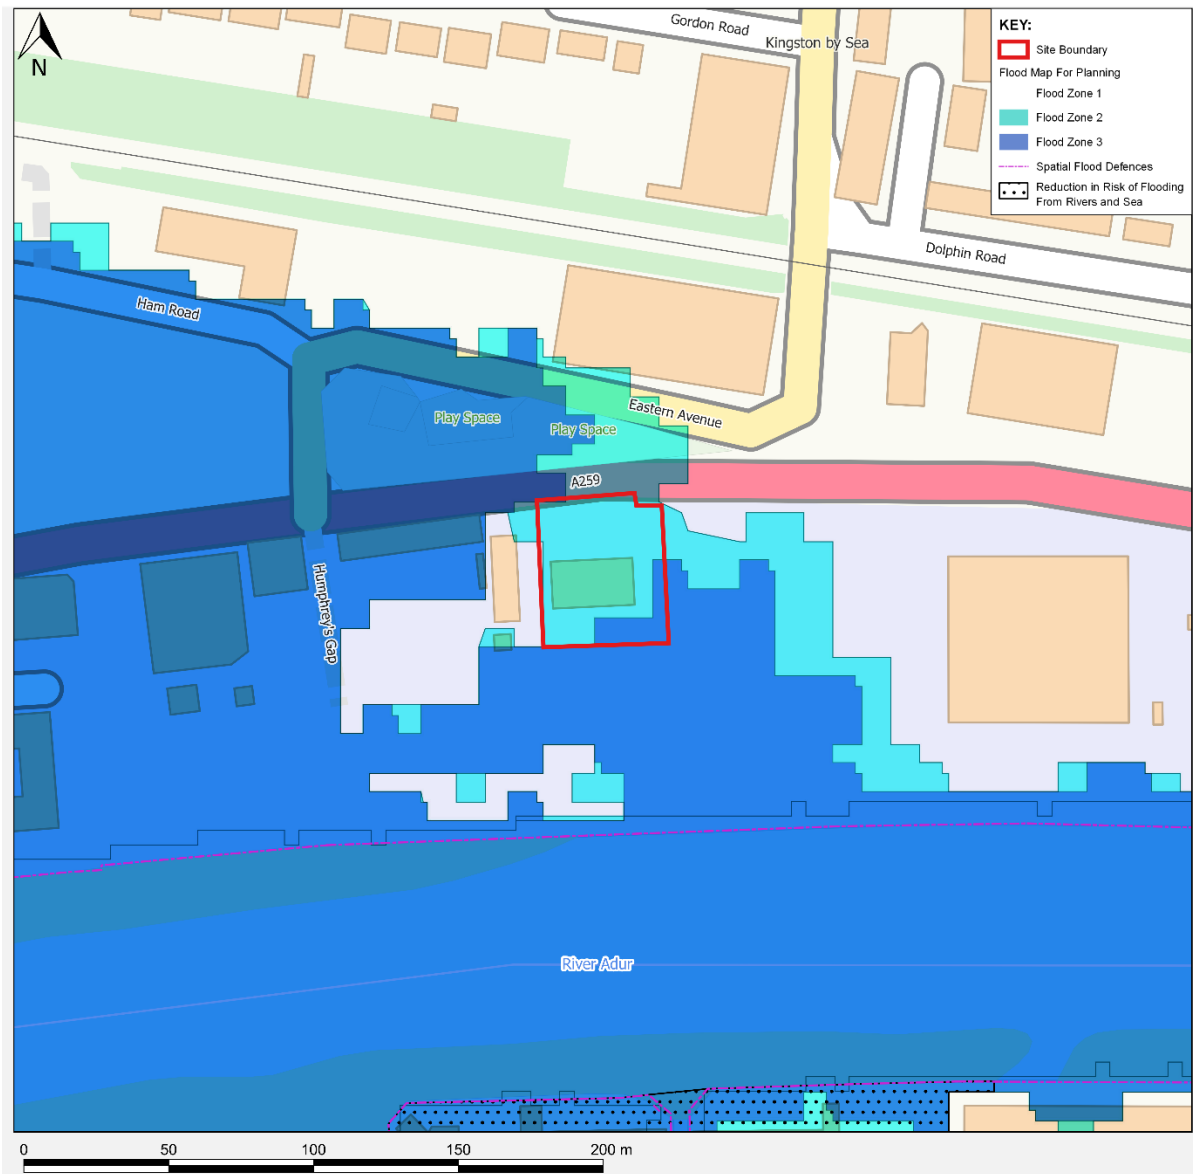 N
Gordon Road
Kingston by Sea
KEY:
Site Boundary
Flood Map For Planning
Flood Zone 1
Flood Zone 2
Flood Zone 3
Spatial Flood Defences
Reduction in Risk of Flooding
From Rivers and Sea
Dolphin Road
Ham Road
Eastern Avenue
Play Space
Play Space
A259
Humphrey's Gap
River Adur
0 50 100 150 200 m